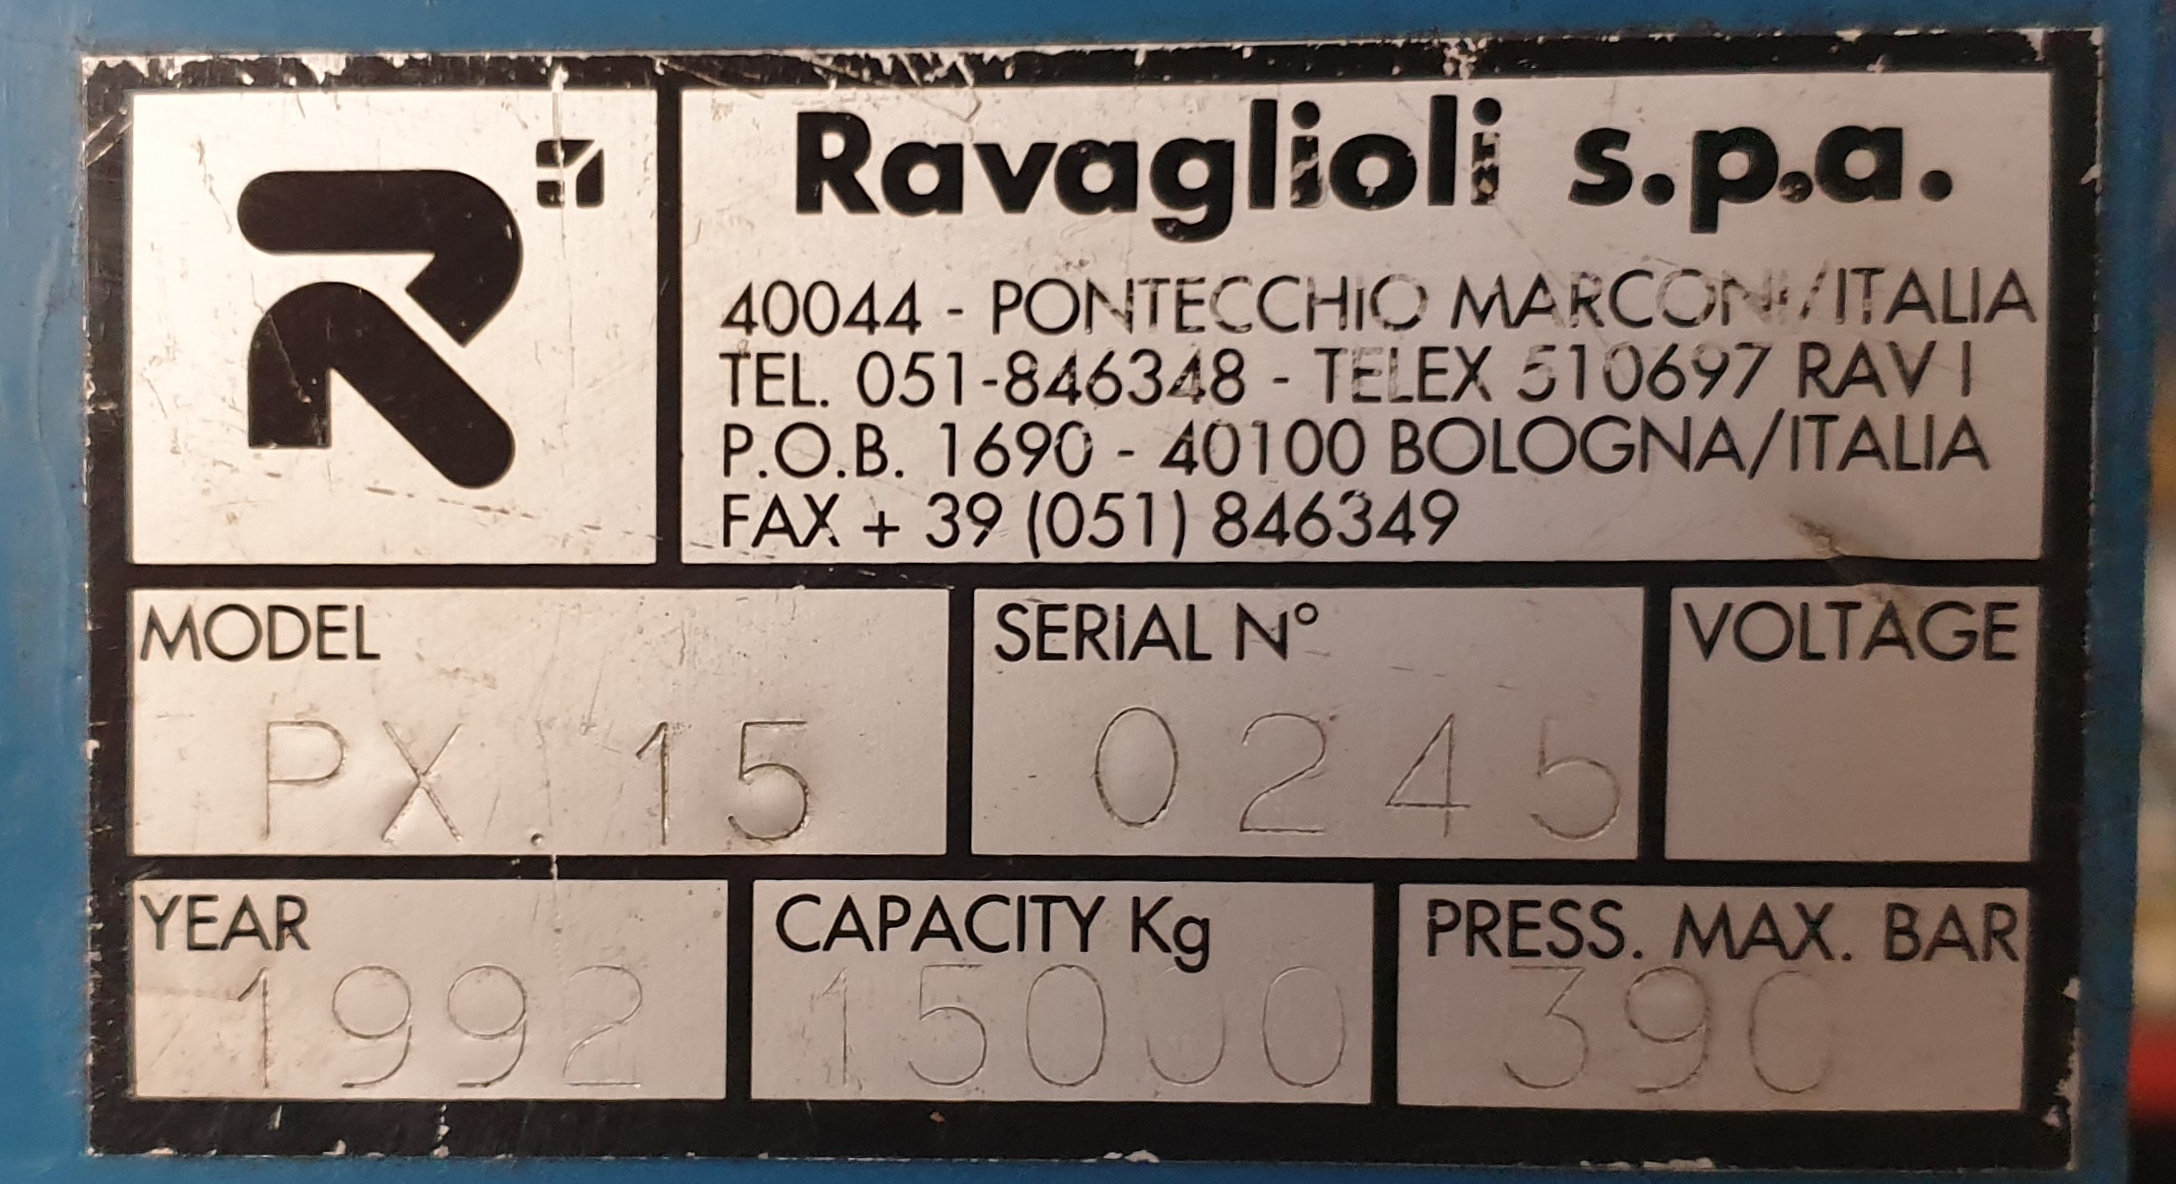 Ravaglioli s.p.a.
40044 - PONTECCHIO MARCONI/ITALIA
TEL. 051-846348 - TELEX 510697 RAV I
P.O.B. 1690 - 40100 BOLOGNA/ITALIA
FAX + 39 (051) 846349
MODEL SERIAL N° VOLTAGE
PX.15 0245
YEAR CAPACITY Kg PRESS. MAX. BAR
1992 15000 390